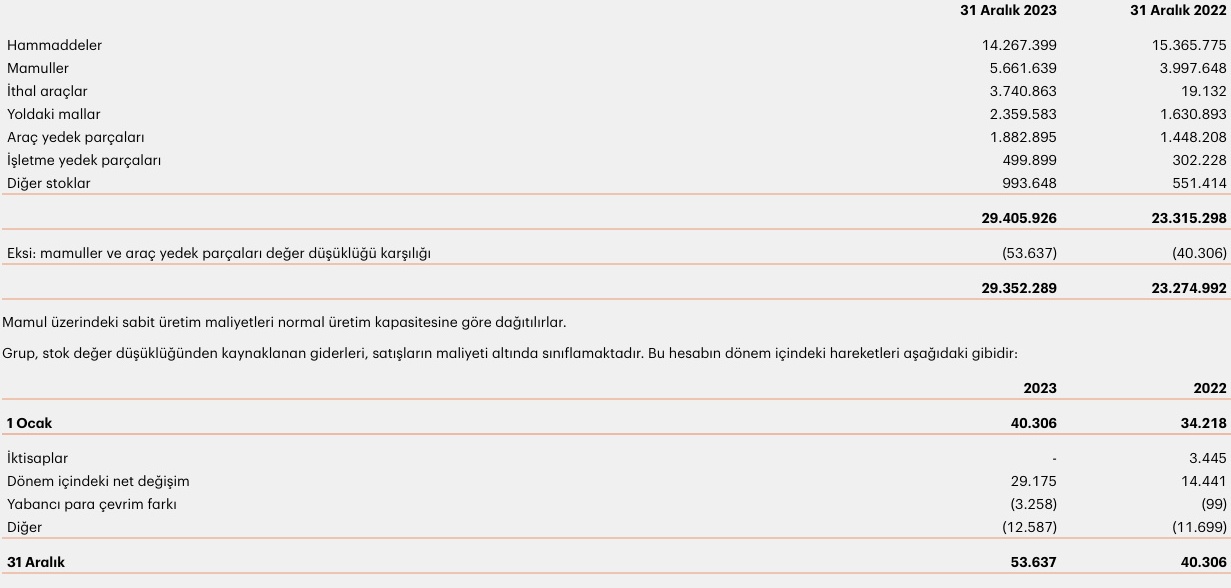 31 Aralık 2023 31 Aralık 2022
Hammaddeler 14.267.399 15.365.775
Mamuller 5.661.639 3.997.648
İthal araçlar 3.740.863 19.132
Yoldaki mallar 2.359.583 1.630.893
Araç yedek parçaları 1.882.895 1.448.208
İşletme yedek parçaları 499.899 302.228
Diğer stoklar 993.648 551.414
29.405.926 23.315.298
Eksi: mamuller ve araç yedek parçaları değer düşüklüğü karşılığı (53.637) (40.306)
29.352.289 23.274.992
Mamul üzerindeki sabit üretim maliyetleri normal üretim kapasitesine göre dağıtılırlar.
Grup, stok değer düşüklüğünden kaynaklanan giderleri, satışların maliyeti altında sınıflamaktadır. Bu hesabın dönem içindeki hareketleri aşağıdaki gibidir:
2023 2022
1 Ocak 40.306 34.218
İktisaplar - 3.445
Dönem içindeki net değişim 29.175 14.441
Yabancı para çevrim farkı (3.258) (99)
Diğer (12.587) (11.699)
31 Aralık 53.637 40.306